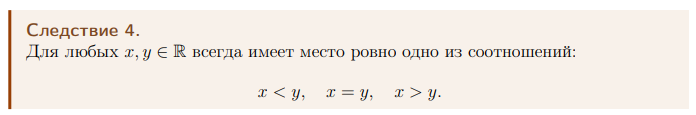 Следствие 4.
Для любых x, y ∈ ℝ всегда имеет место ровно одно из соотношений:
x < y, x = y, x > y.